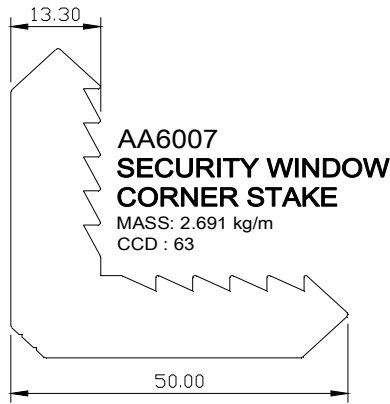 13.30
AA6007
SECURITY WINDOW
CORNER STAKE
MASS: 2.691 kg/m
CCD : 63
50.00